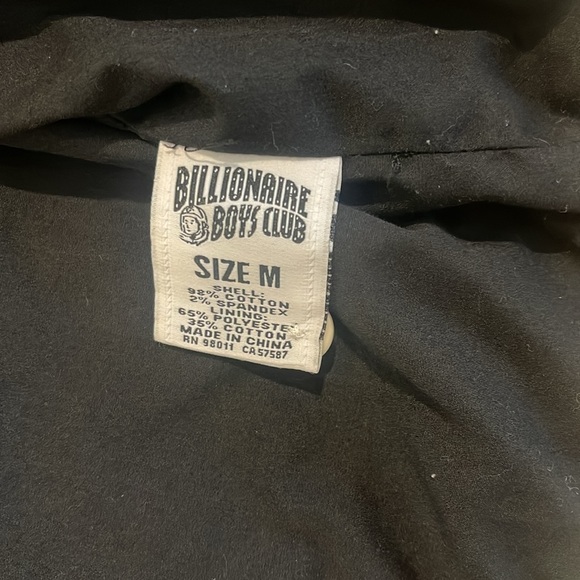 BILLIONAIRE
BOYS CLUB
SIZE M
SHELL:
98% COTTON
2% SPANDEX
LINING:
65% POLYESTE
35% COTTON
MADE IN CHINA
RN 98011 CA57587